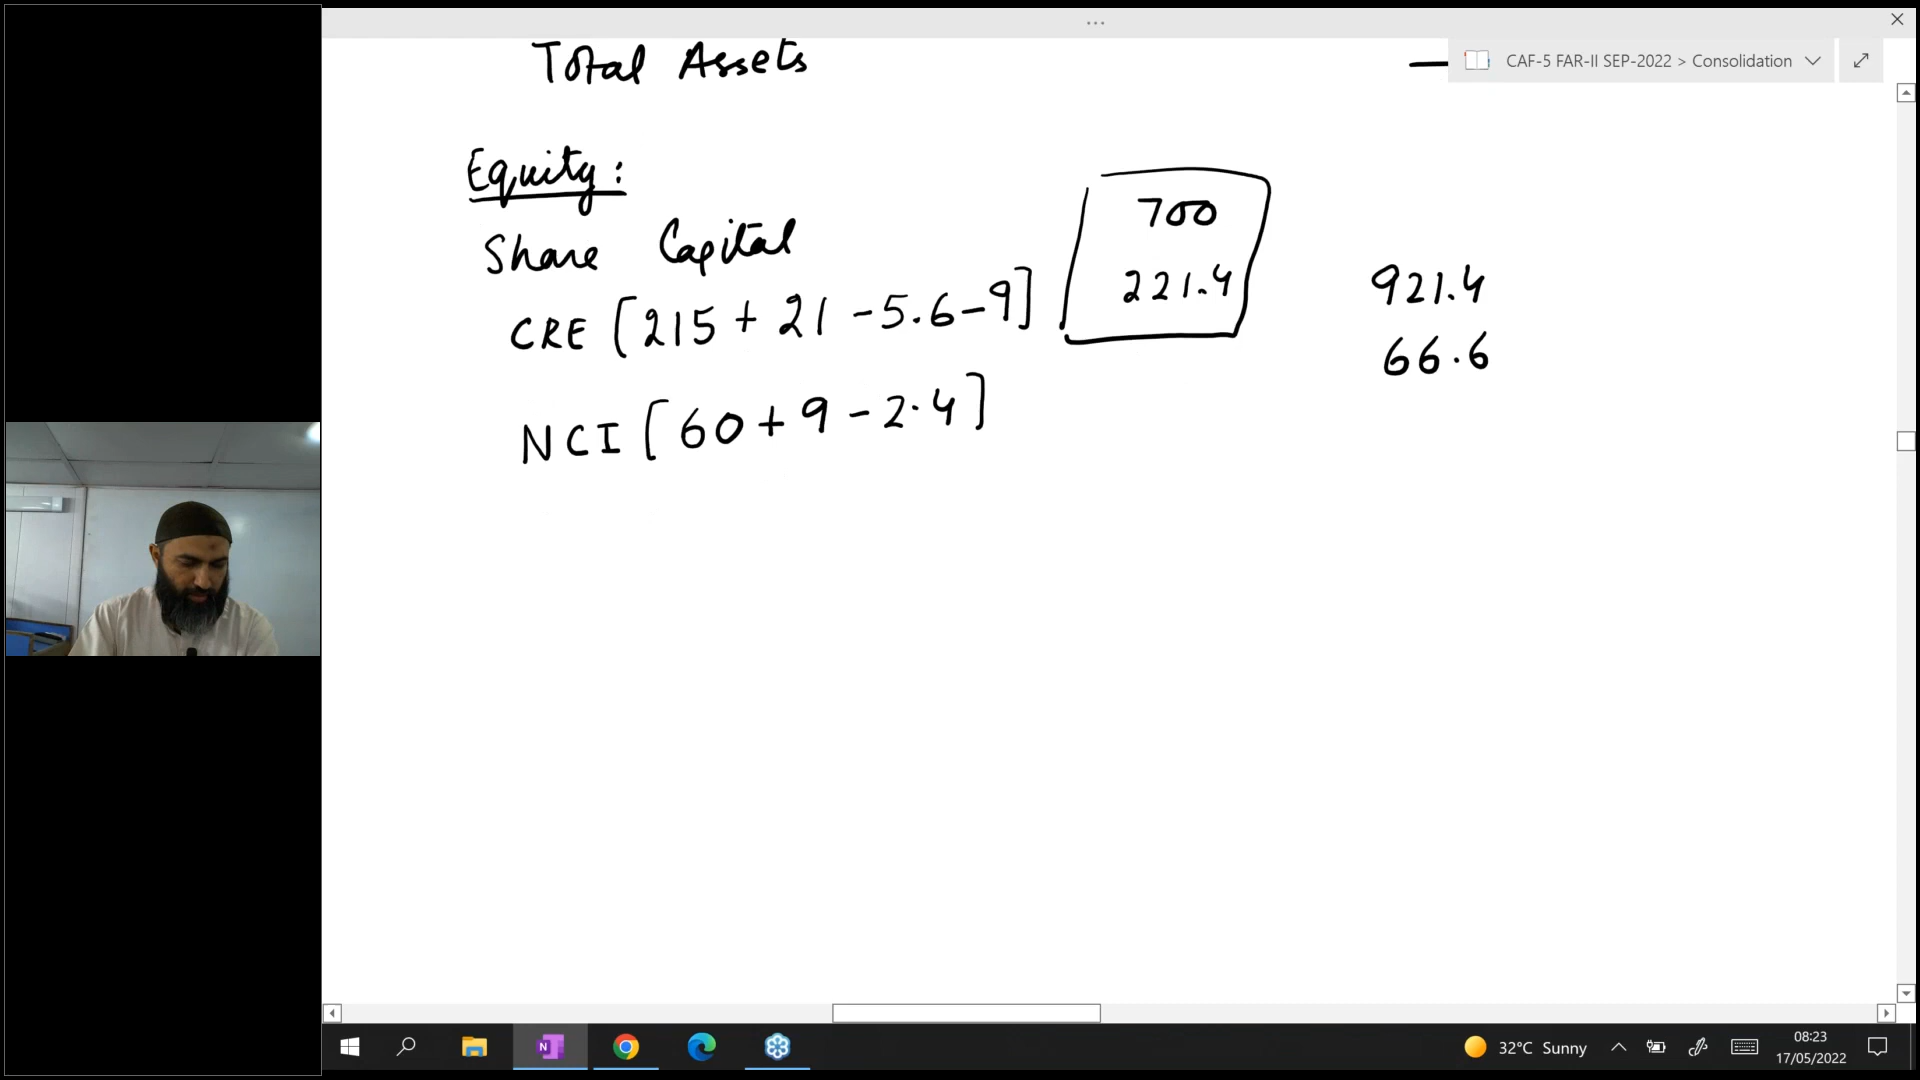 CAF-5 FAR-II SEP-2022 > Consolidation
Total Assets
Equity:
Share Capital 700
CRE [215 + 21 - 5.6 - 9] 221.4 921.4
NCI [60 + 9 - 2.4] 66.6
32°C Sunny
08:23
17/05/2022